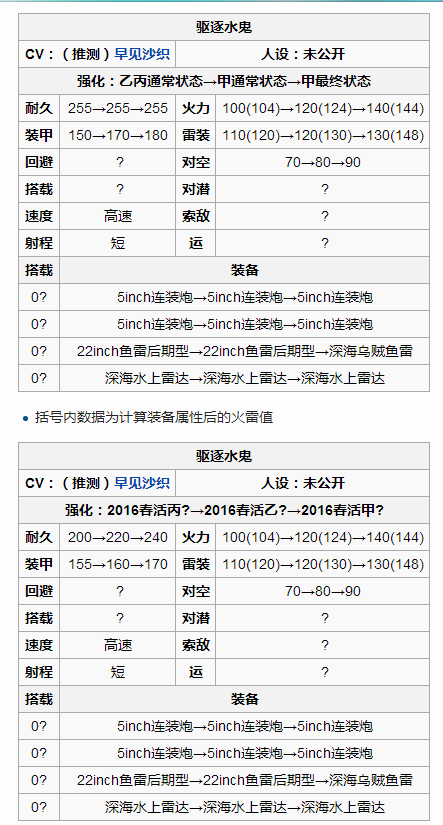 驱逐水鬼
CV：（推测）早见沙织 人设：未公开
强化：乙丙通常状态→甲通常状态→甲最终状态
耐久 255→255→255 火力 100(104)→120(124)→140(144)
装甲 150→170→180 雷装 110(120)→120(130)→130(148)
回避 ? 对空 70→80→90
搭载 ? 对潜 ?
速度 高速 索敌 ?
射程 短 运 ?
搭载 装备
0? 5inch连装炮→5inch连装炮→5inch连装炮
0? 5inch连装炮→5inch连装炮→5inch连装炮
0? 22inch鱼雷后期型→22inch鱼雷后期型→深海乌贼鱼雷
0? 深海水上雷达→深海水上雷达→深海水上雷达
• 括号内数据为计算装备属性后的火雷值
驱逐水鬼
CV：（推测）早见沙织 人设：未公开
强化：2016春活丙?→2016春活乙?→2016春活甲?
耐久 200→220→240 火力 100(104)→120(124)→140(144)
装甲 155→160→170 雷装 110(120)→120(130)→130(148)
回避 ? 对空 70→80→90
搭载 ? 对潜 ?
速度 高速 索敌 ?
射程 短 运 ?
搭载 装备
0? 5inch连装炮→5inch连装炮→5inch连装炮
0? 5inch连装炮→5inch连装炮→5inch连装炮
0? 22inch鱼雷后期型→22inch鱼雷后期型→深海乌贼鱼雷
0? 深海水上雷达→深海水上雷达→深海水上雷达